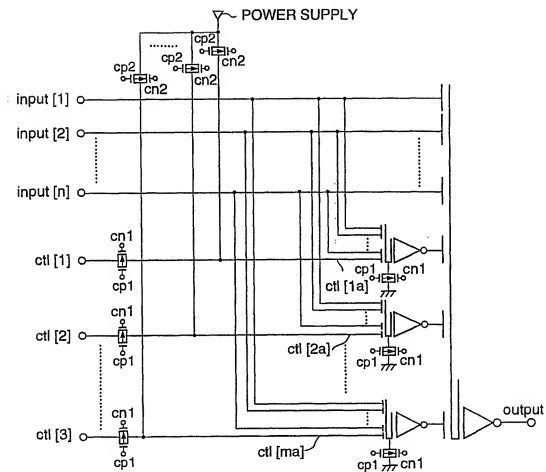 POWER SUPPLY
cp2
cp2
cn2
cp2
cn2
cn2
input [1]
input [2]
input [n]
cn1
ctl [1]
cp1
cp1
cn1
ctl [1a]
cn1
ctl [2]
cp1
ctl [2a]
cp1
cn1
output
cn1
ctl [3]
cp1
ctl [ma]
cp1
cn1